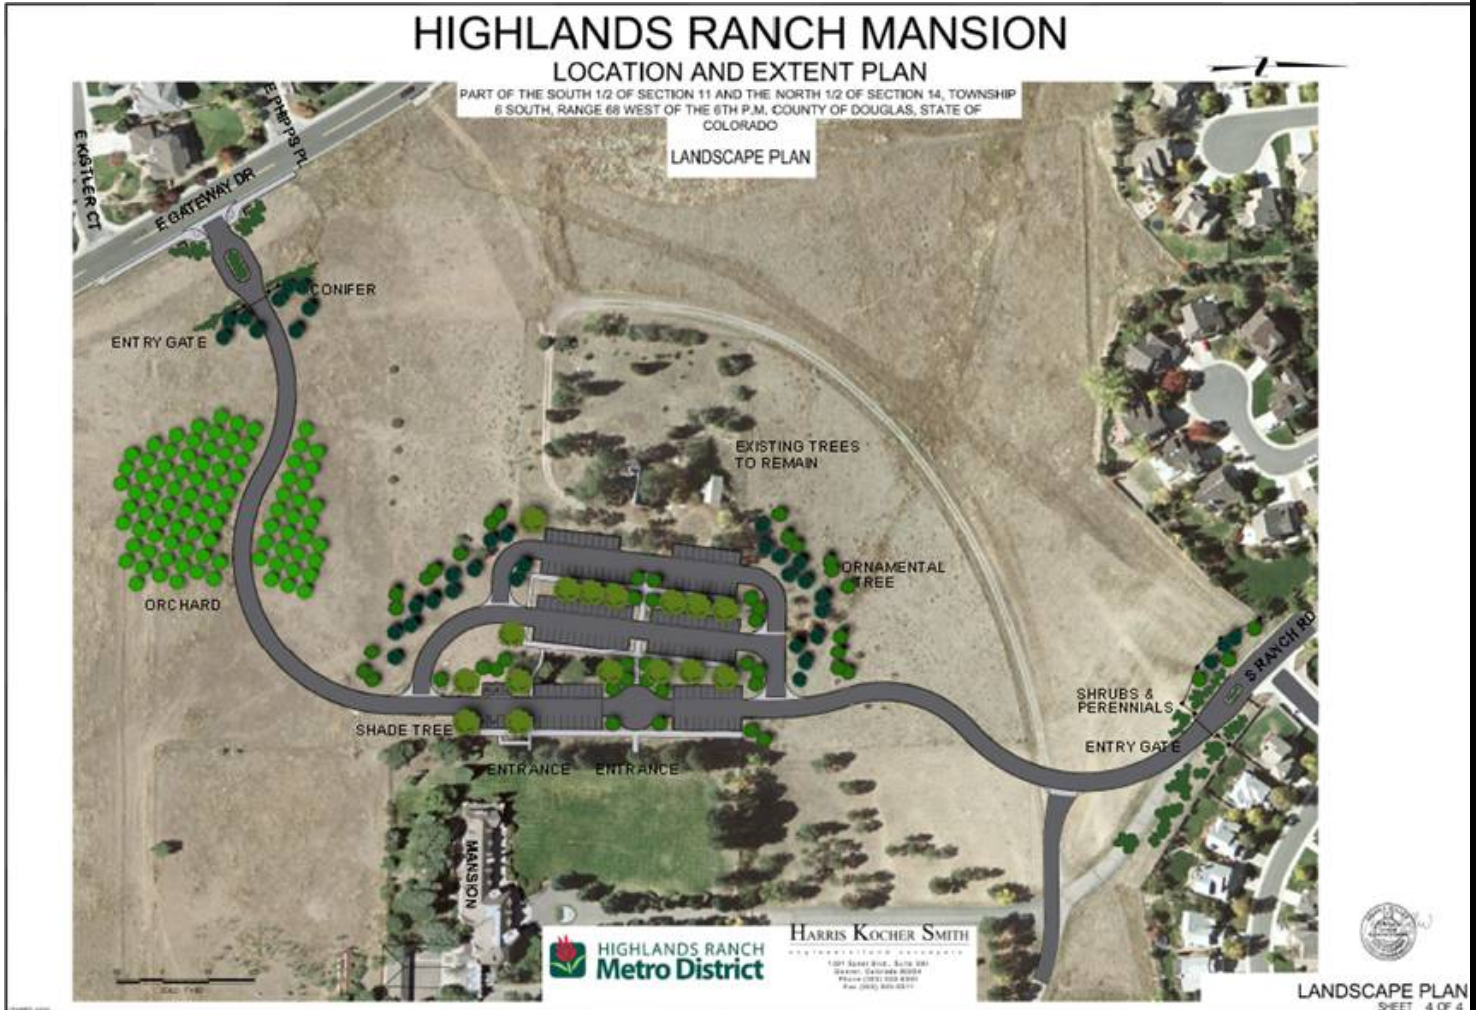 HIGHLANDS RANCH MANSION
LOCATION AND EXTENT PLAN
PART OF THE SOUTH 1/2 OF SECTION 11 AND THE NORTH 1/2 OF SECTION 14, TOWNSHIP
6 SOUTH, RANGE 68 WEST OF THE 6TH P.M. COUNTY OF DOUGLAS, STATE OF
COLORADO
LANDSCAPE PLAN
Z
E PHIPPS PL
E KISTLER CT
E GATEWAY DR
CONIFER
ENTRY GATE
EXISTING TREES
TO REMAIN
ORNAMENTAL
TREE
ORCHARD
S RANCH RD
SHRUBS &
PERENNIALS
SHADE TREE
ENTRY GATE
ENTRANCE ENTRANCE
MANSION
HIGHLANDS RANCH
Metro District
HARRIS KOCHER SMITH
LANDSCAPE PLAN
SHEET 4 OF 4